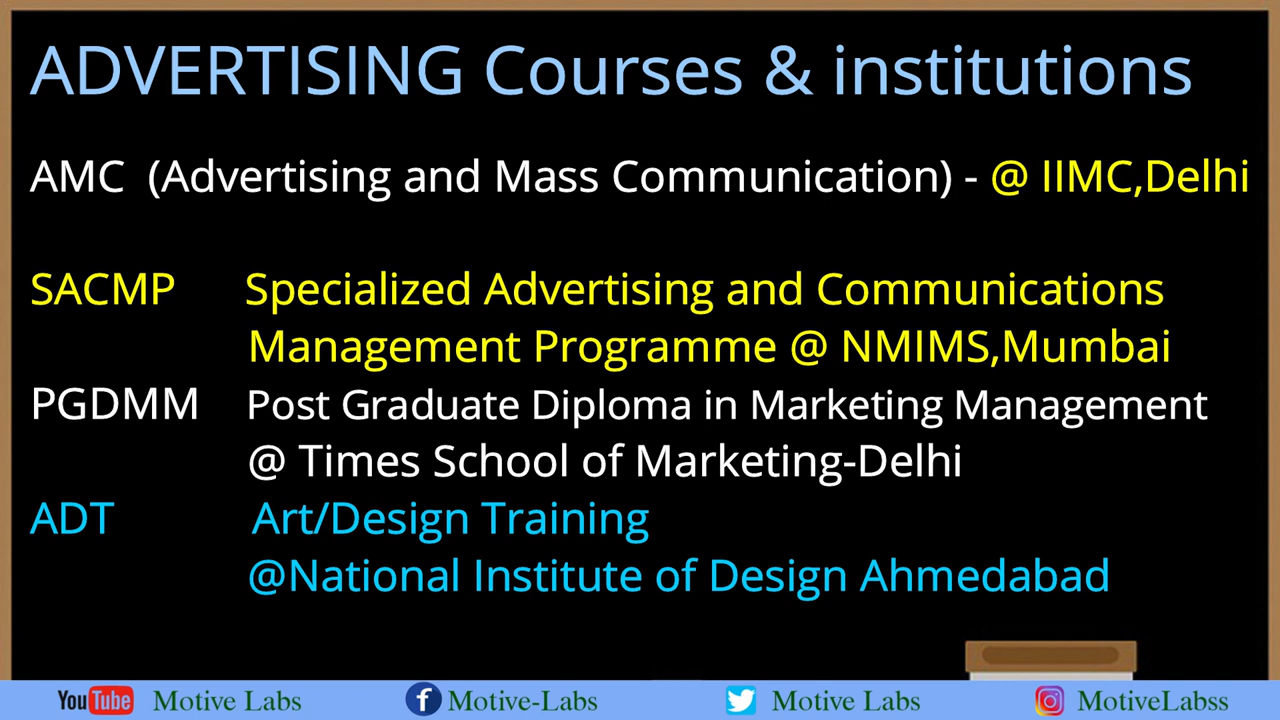 ADVERTISING Courses & institutions
AMC (Advertising and Mass Communication) - @ IIMC,Delhi
SACMP Specialized Advertising and Communications
Management Programme @ NMIMS,Mumbai
PGDMM Post Graduate Diploma in Marketing Management
@ Times School of Marketing-Delhi
ADT Art/Design Training
@National Institute of Design Ahmedabad
YouTube Motive Labs f Motive-Labs Motive Labs MotiveLabss